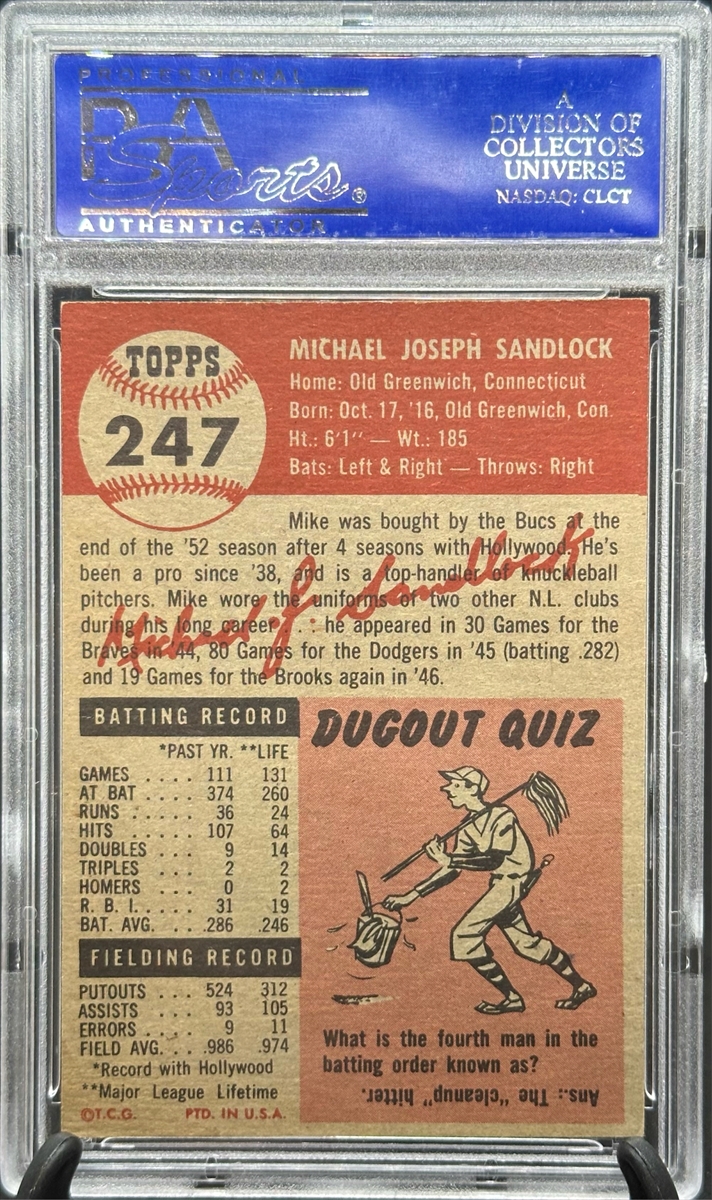 PROFESSIONAL
PSA
Sports®
AUTHENTICATOR
A
DIVISION OF
COLLECTORS
UNIVERSE
NASDAQ: CLCT
TOPPS
247
MICHAEL JOSEPH SANDLOCK
Home: Old Greenwich, Connecticut
Born: Oct. 17, '16, Old Greenwich, Con.
Ht.: 6'1" — Wt.: 185
Bats: Left & Right — Throws: Right
Mike was bought by the Bucs at the
end of the '52 season after 4 seasons with Hollywood. He's
been a pro since '38, and is a top-handler of knuckleball
pitchers. Mike wore the uniforms of two other N.L. clubs
during his long career . . . he appeared in 30 Games for the
Braves in '44, 80 Games for the Dodgers in '45 (batting .282)
and 19 Games for the Brooks again in '46.
Michael J. Sandlock
BATTING RECORD
*PAST YR. **LIFE
GAMES . . . . 111 131
AT BAT . . . . 374 260
RUNS . . . . . 36 24
HITS . . . . . 107 64
DOUBLES . . . 9 14
TRIPLES . . . 2 2
HOMERS . . . 0 2
R. B. I. . . . . 31 19
BAT. AVG. . . .286 .246
FIELDING RECORD
PUTOUTS . . . 524 312
ASSISTS . . . 93 105
ERRORS . . . . 9 11
FIELD AVG. . . .986 .974
*Record with Hollywood
**Major League Lifetime
©T.C.G. PTD. IN U.S.A.
DUGOUT QUIZ
What is the fourth man in the
batting order known as?
Ans.: The "cleanup" hitter.